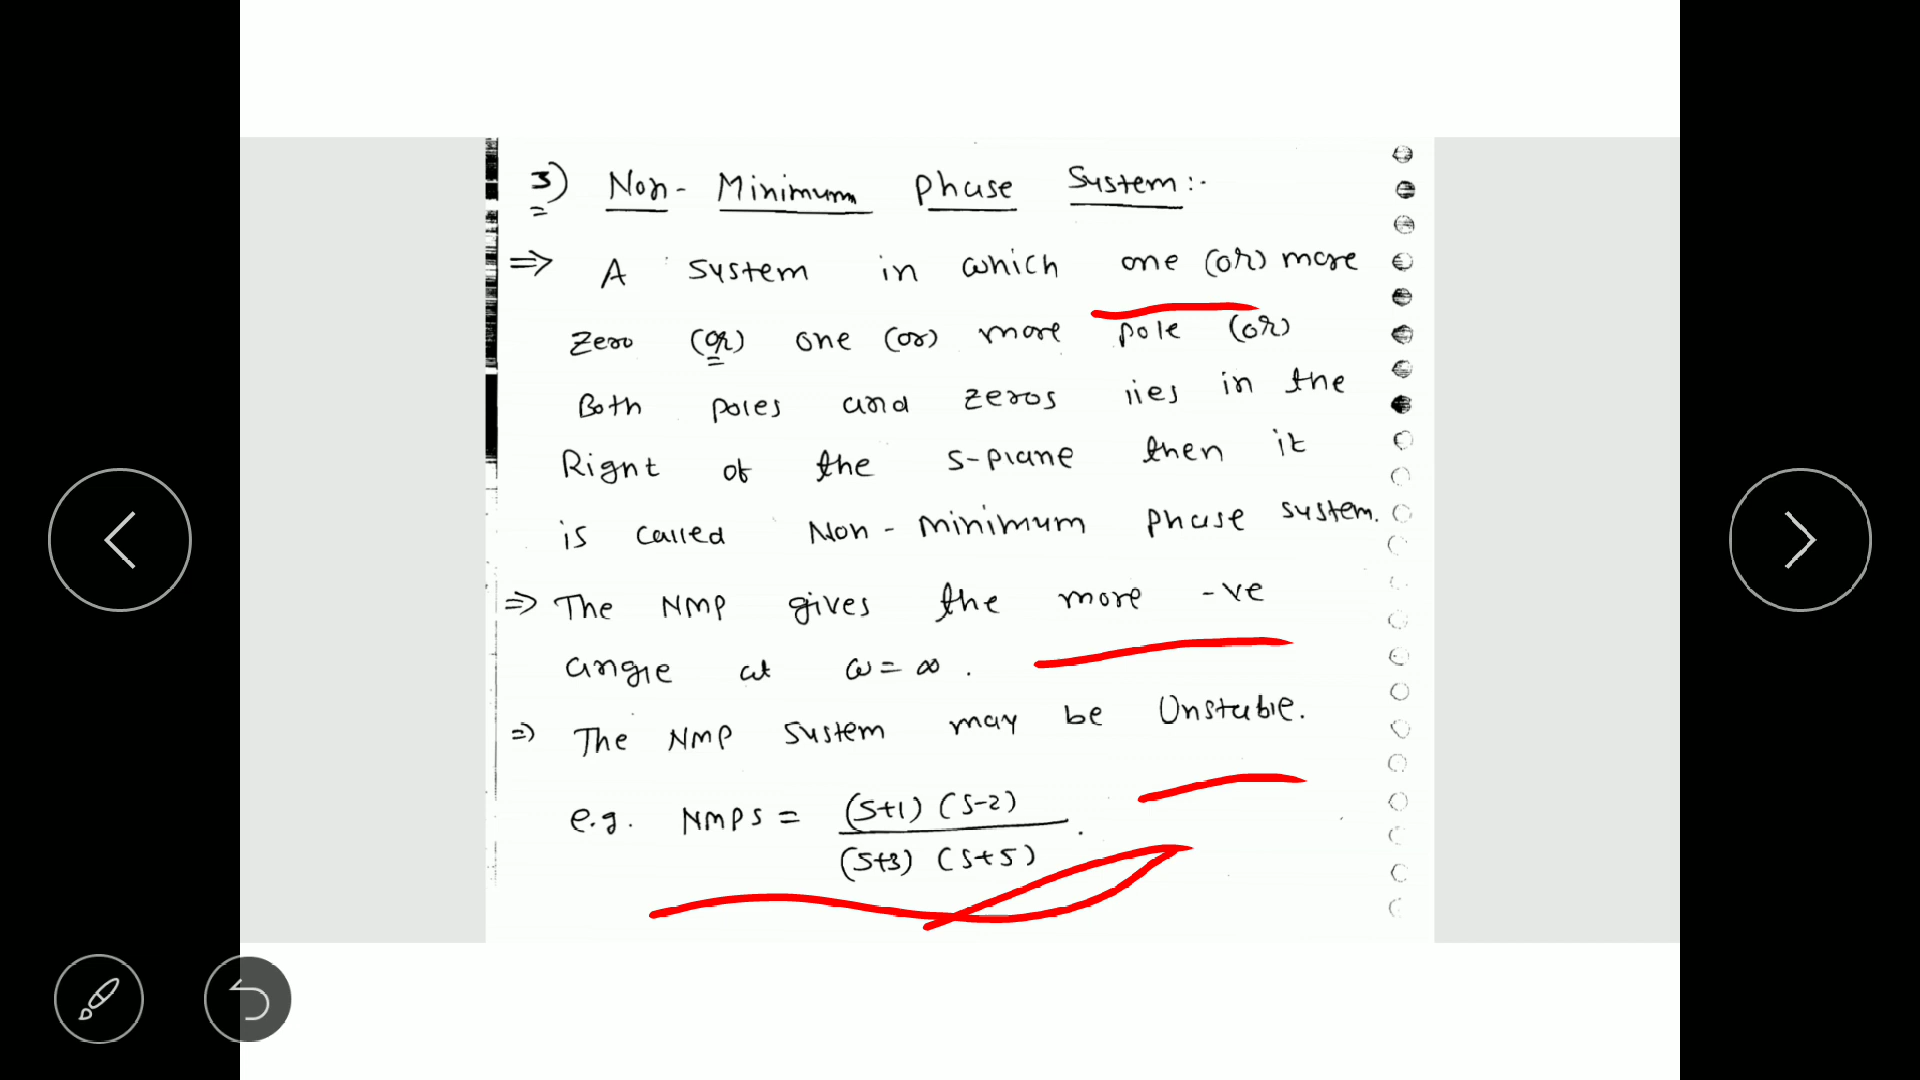 3) Non-Minimum phase System:-
⇒ A system in which one (or) more
zero (or) one (or) more pole (or)
Both poles and zeros lies in the
Right of the s-plane then it
is called Non-minimum phase system.
⇒ The NMP gives the more -ve
angle at ω=∞.
⇒ The NMP system may be Unstable.
e.g. NMPS = (s+1) (s-2)
(s+3) (s+5)